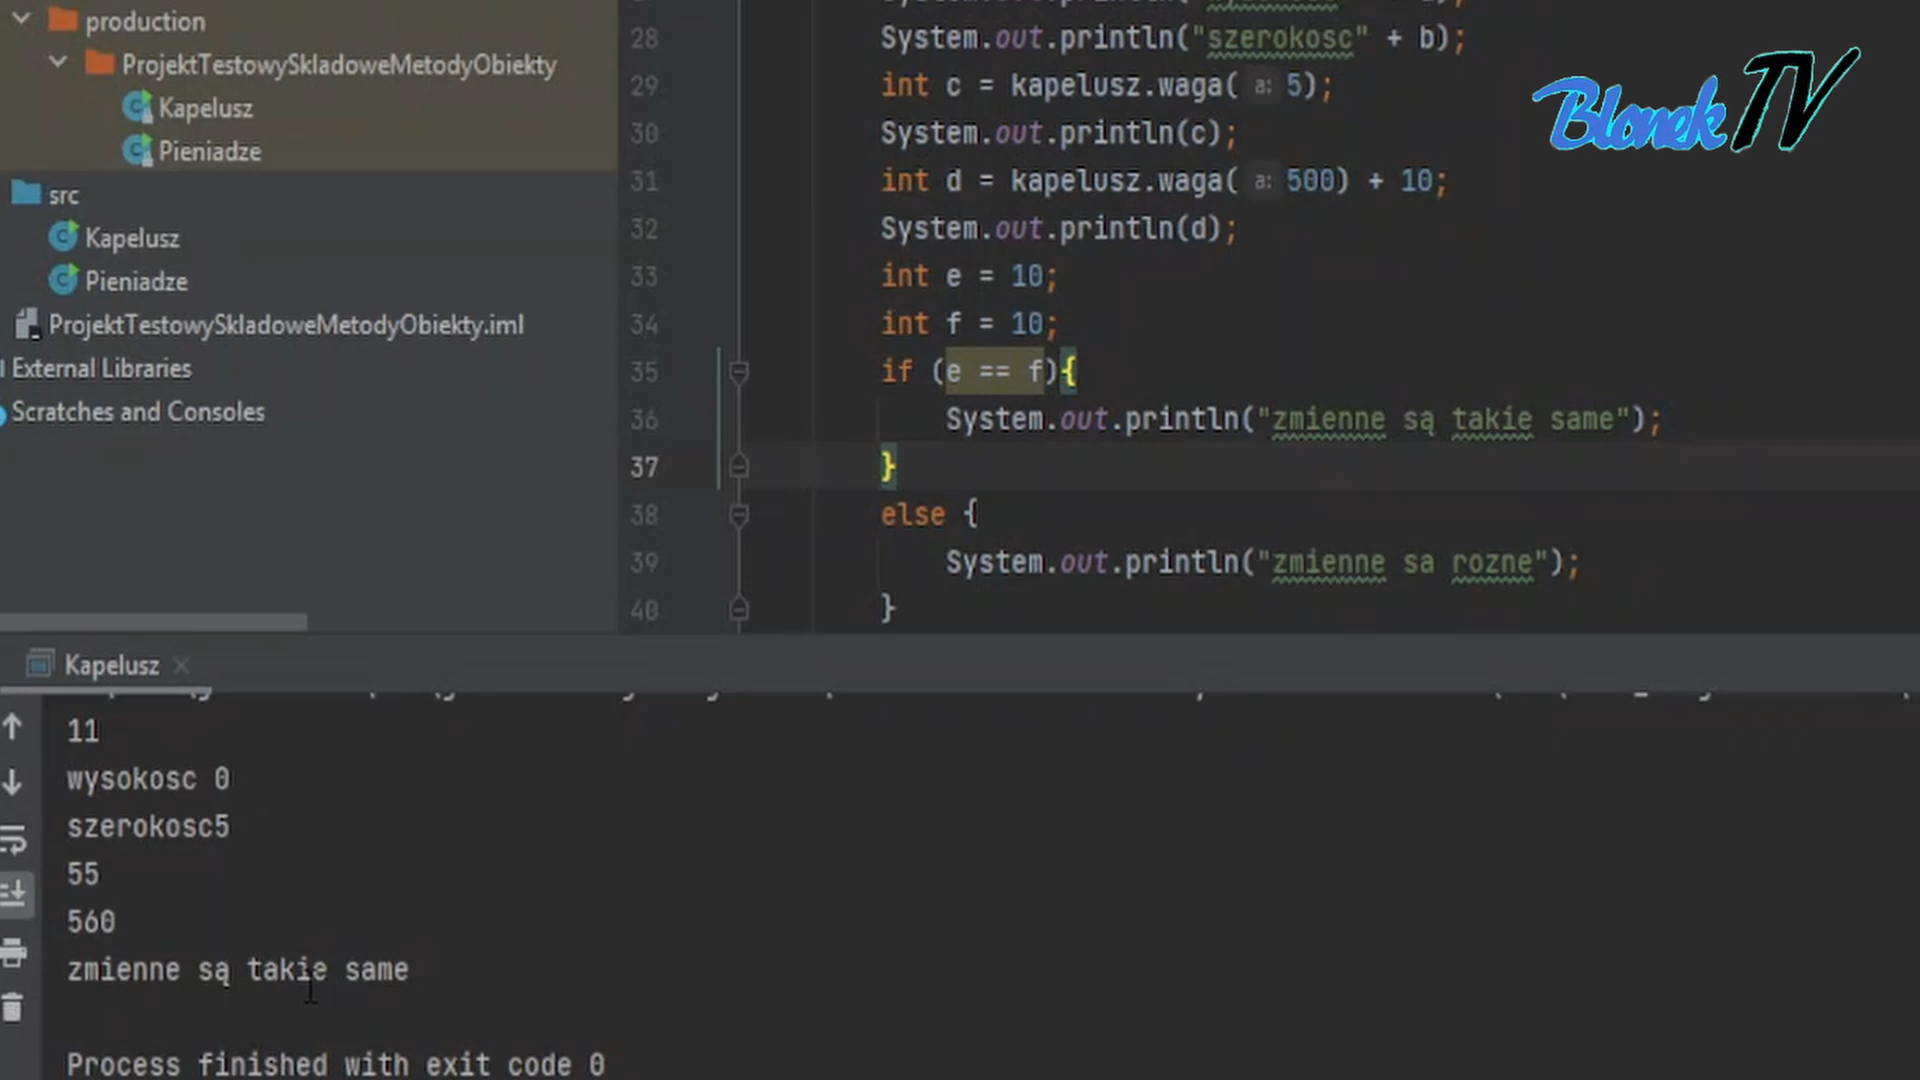 production
ProjektTestowySkladoweMetodyObiekty
Kapelusz
Pieniadze
src
Kapelusz
Pieniadze
ProjektTestowySkladoweMetodyObiekty.iml
External Libraries
Scratches and Consoles
28 System.out.println("szerokosc" + b);
29 int c = kapelusz.waga( a: 5);
30 System.out.println(c);
31 int d = kapelusz.waga( a: 500) + 10;
32 System.out.println(d);
33 int e = 10;
34 int f = 10;
35 if (e == f){
36 System.out.println("zmienne są takie same");
37 }
38 else {
39 System.out.println("zmienne sa rozne");
40 }
Blonek TV
Kapelusz
11
wysokosc 0
szerokosc5
55
560
zmienne są takie same
Process finished with exit code 0